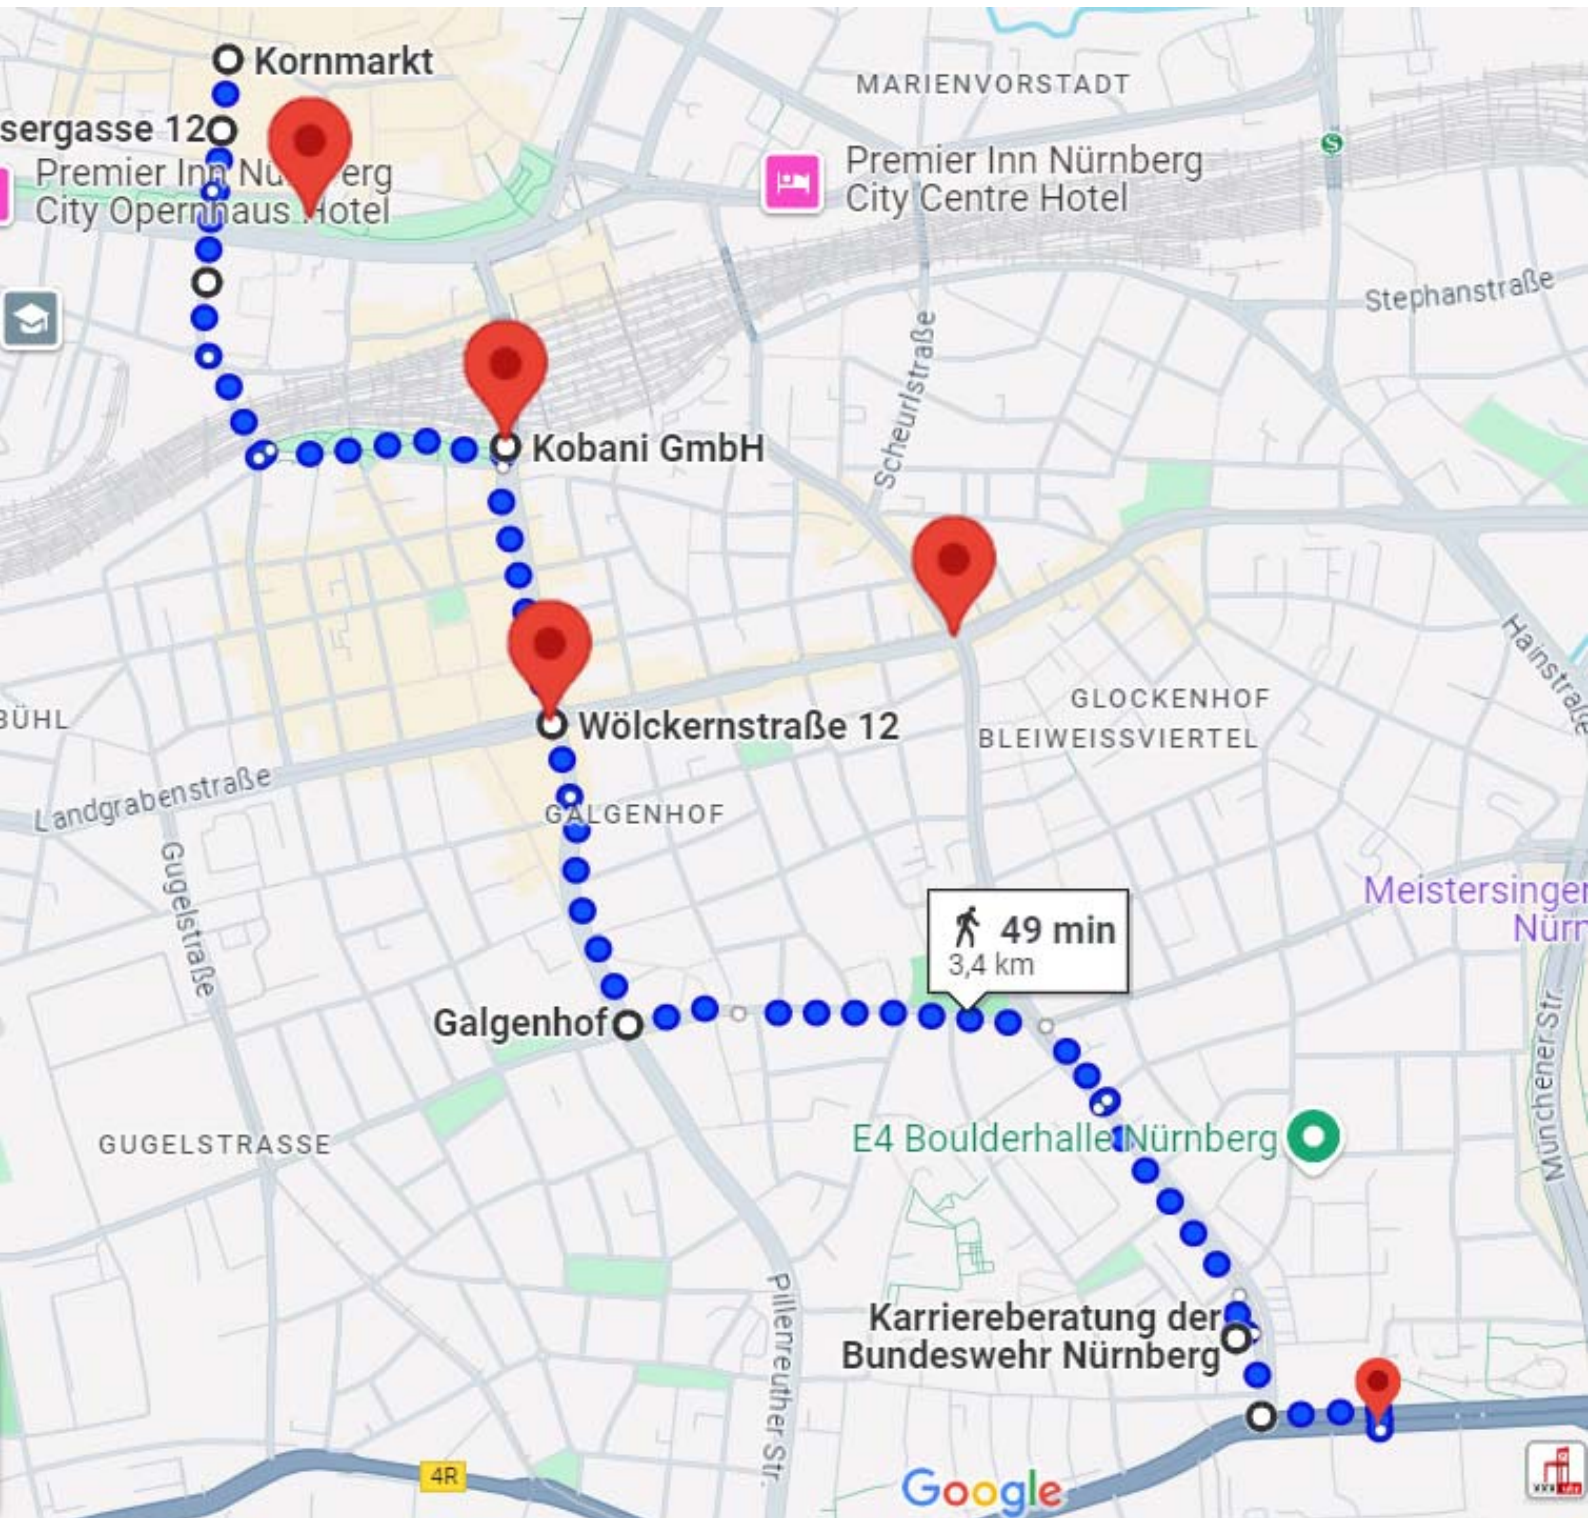 Kornmarkt
MARIENVORSTADT
sergasse 12
Premier Inn Nürnberg
City Opernhaus Hotel
Premier Inn Nürnberg
City Centre Hotel
S
Stephanstraße
Scheurlstraße
Kobani GmbH
Hainstraße
GLOCKENHOF
BLEIWEISSVIERTEL
BÜHL
Wölckernstraße 12
Landgrabenstraße
GALGENHOF
Gugelstraße
Meistersinger
Nürn
49 min
3,4 km
Galgenhof
Münchener Str.
E4 Boulderhalle Nürnberg
GUGELSTRASSE
Pillenreuther Str.
Karriereberatung der
Bundeswehr Nürnberg
4R
Google